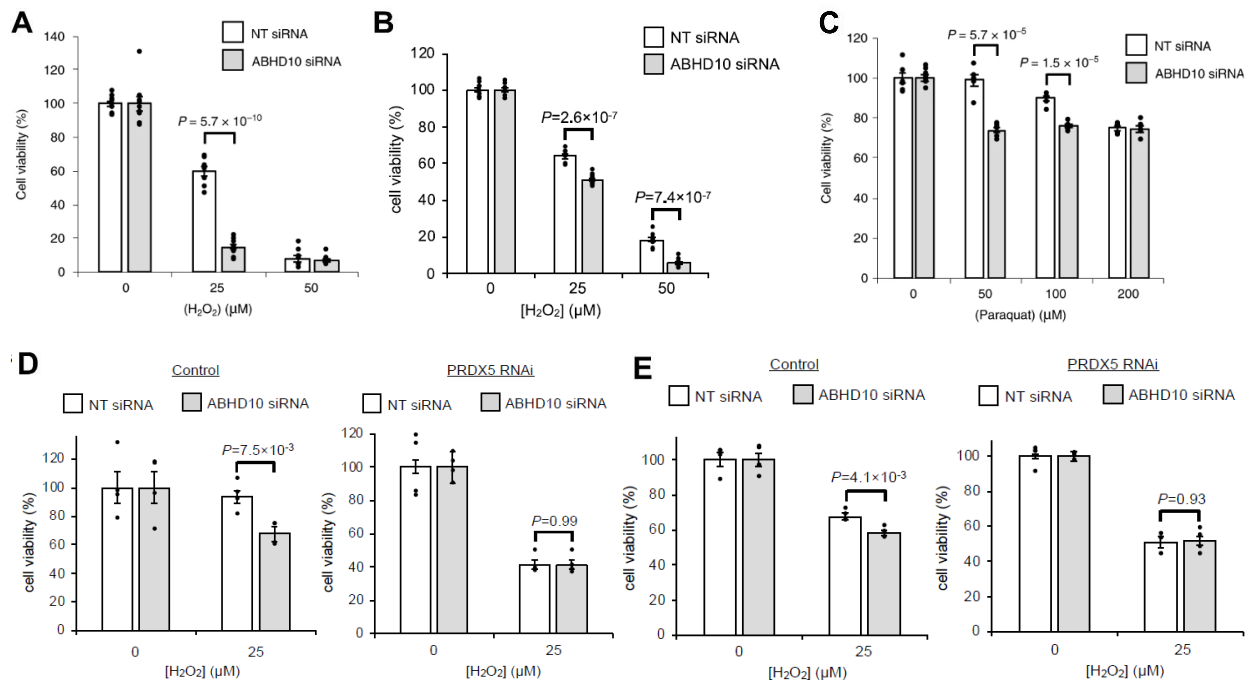 A
NT siRNA
ABHD10 siRNA
Cell viability (%)
140
120
100
80
60
40
20
0
P = 5.7 × 10⁻¹⁰
0
25
50
(H₂O₂) (µM)
B
NT siRNA
ABHD10 siRNA
cell viability (%)
120
100
80
60
40
20
0
P=2.6×10⁻⁷
P=7.4×10⁻⁷
0
25
50
[H₂O₂] (µM)
C
NT siRNA
ABHD10 siRNA
Cell viability (%)
120
100
80
60
40
20
0
P = 5.7 × 10⁻⁵
P = 1.5 × 10⁻⁵
0
50
100
200
(Paraquat) (µM)
D
Control
NT siRNA
ABHD10 siRNA
cell viability (%)
120
100
80
60
40
20
0
P=7.5×10⁻³
0
25
[H₂O₂] (µM)
PRDX5 RNAi
NT siRNA
ABHD10 siRNA
cell viability (%)
120
100
80
60
40
20
0
P=0.99
0
25
[H₂O₂] (µM)
E
Control
NT siRNA
ABHD10 siRNA
cell viability (%)
100
80
60
40
20
0
P=4.1×10⁻³
0
25
[H₂O₂] (µM)
PRDX5 RNAi
NT siRNA
ABHD10 siRNA
cell viability (%)
100
80
60
40
20
0
P=0.93
0
25
[H₂O₂] (µM)